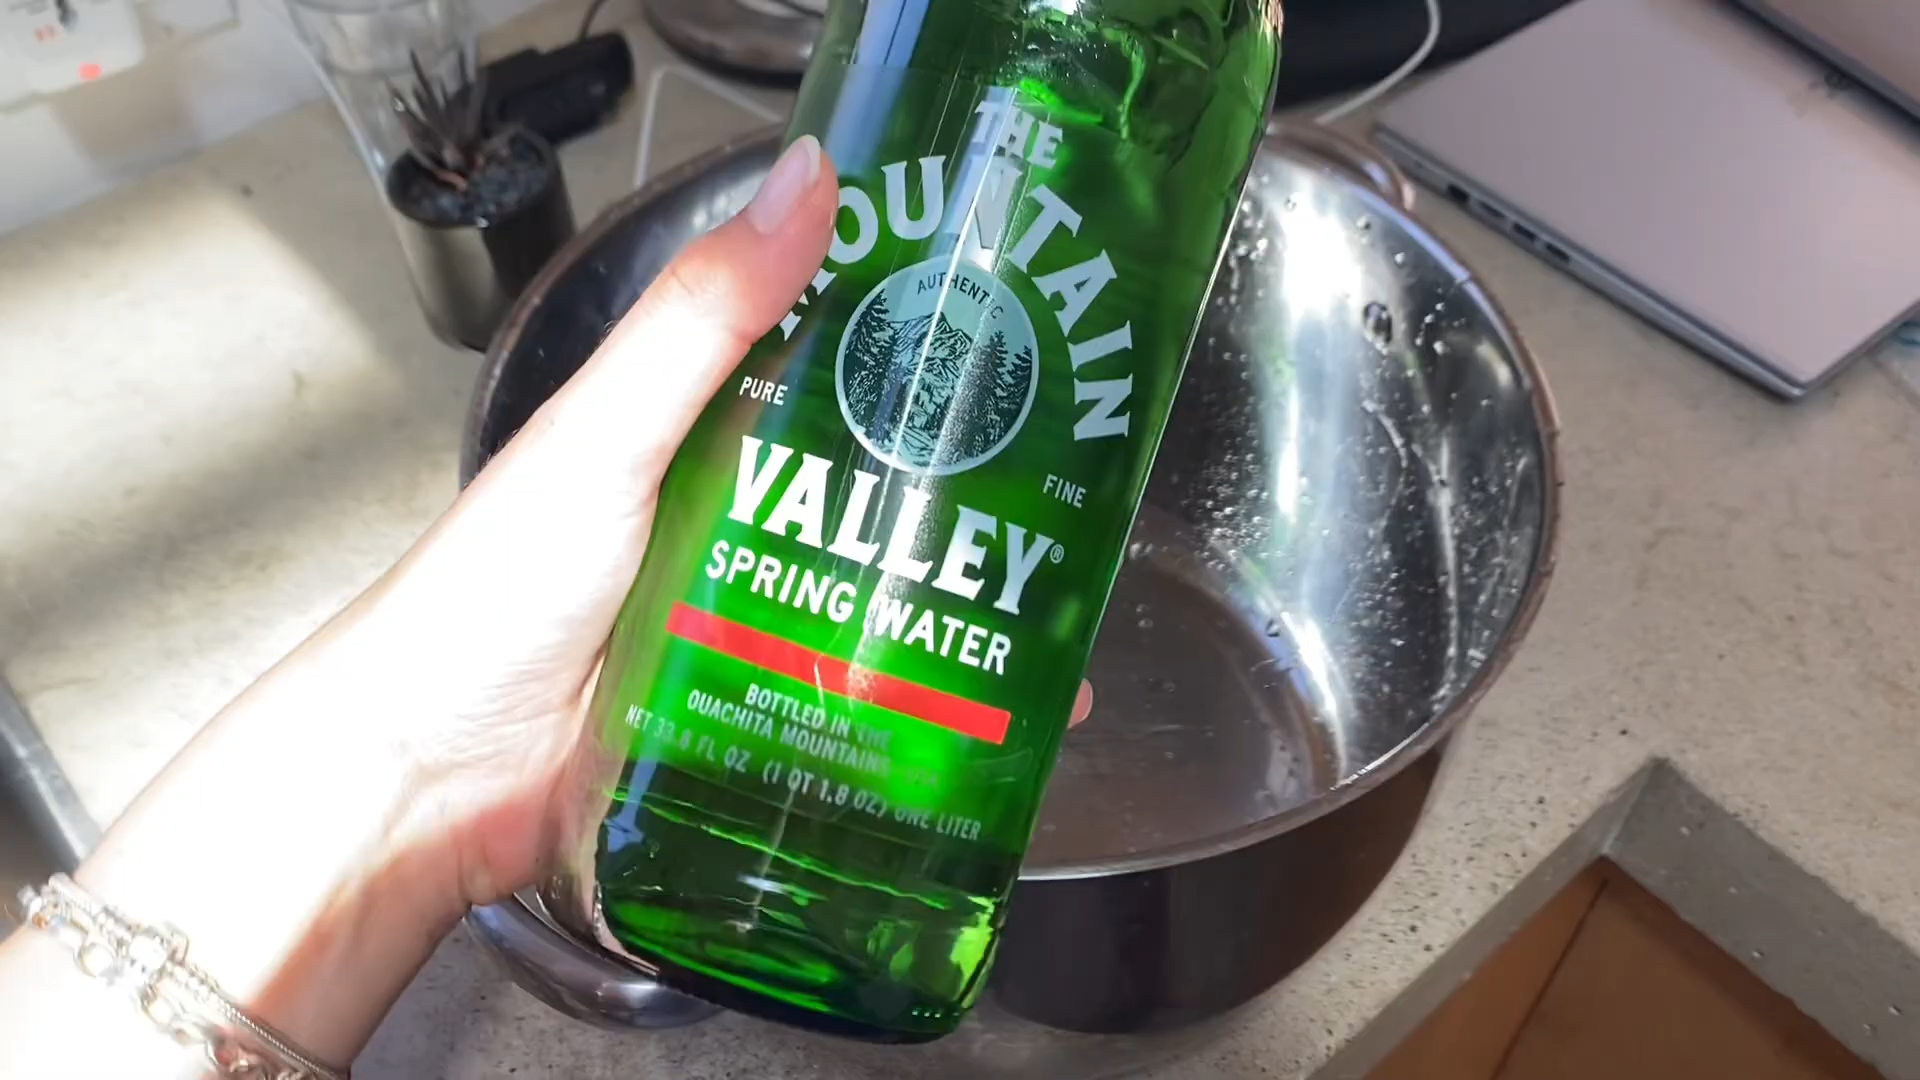 THE
MOUNTAIN
AUTHENTIC
PURE
FINE
VALLEY®
SPRING WATER
BOTTLED IN THE
OUACHITA MOUNTAINS, USA
NET 33.8 FL OZ (1 QT 1.8 OZ) ONE LITER